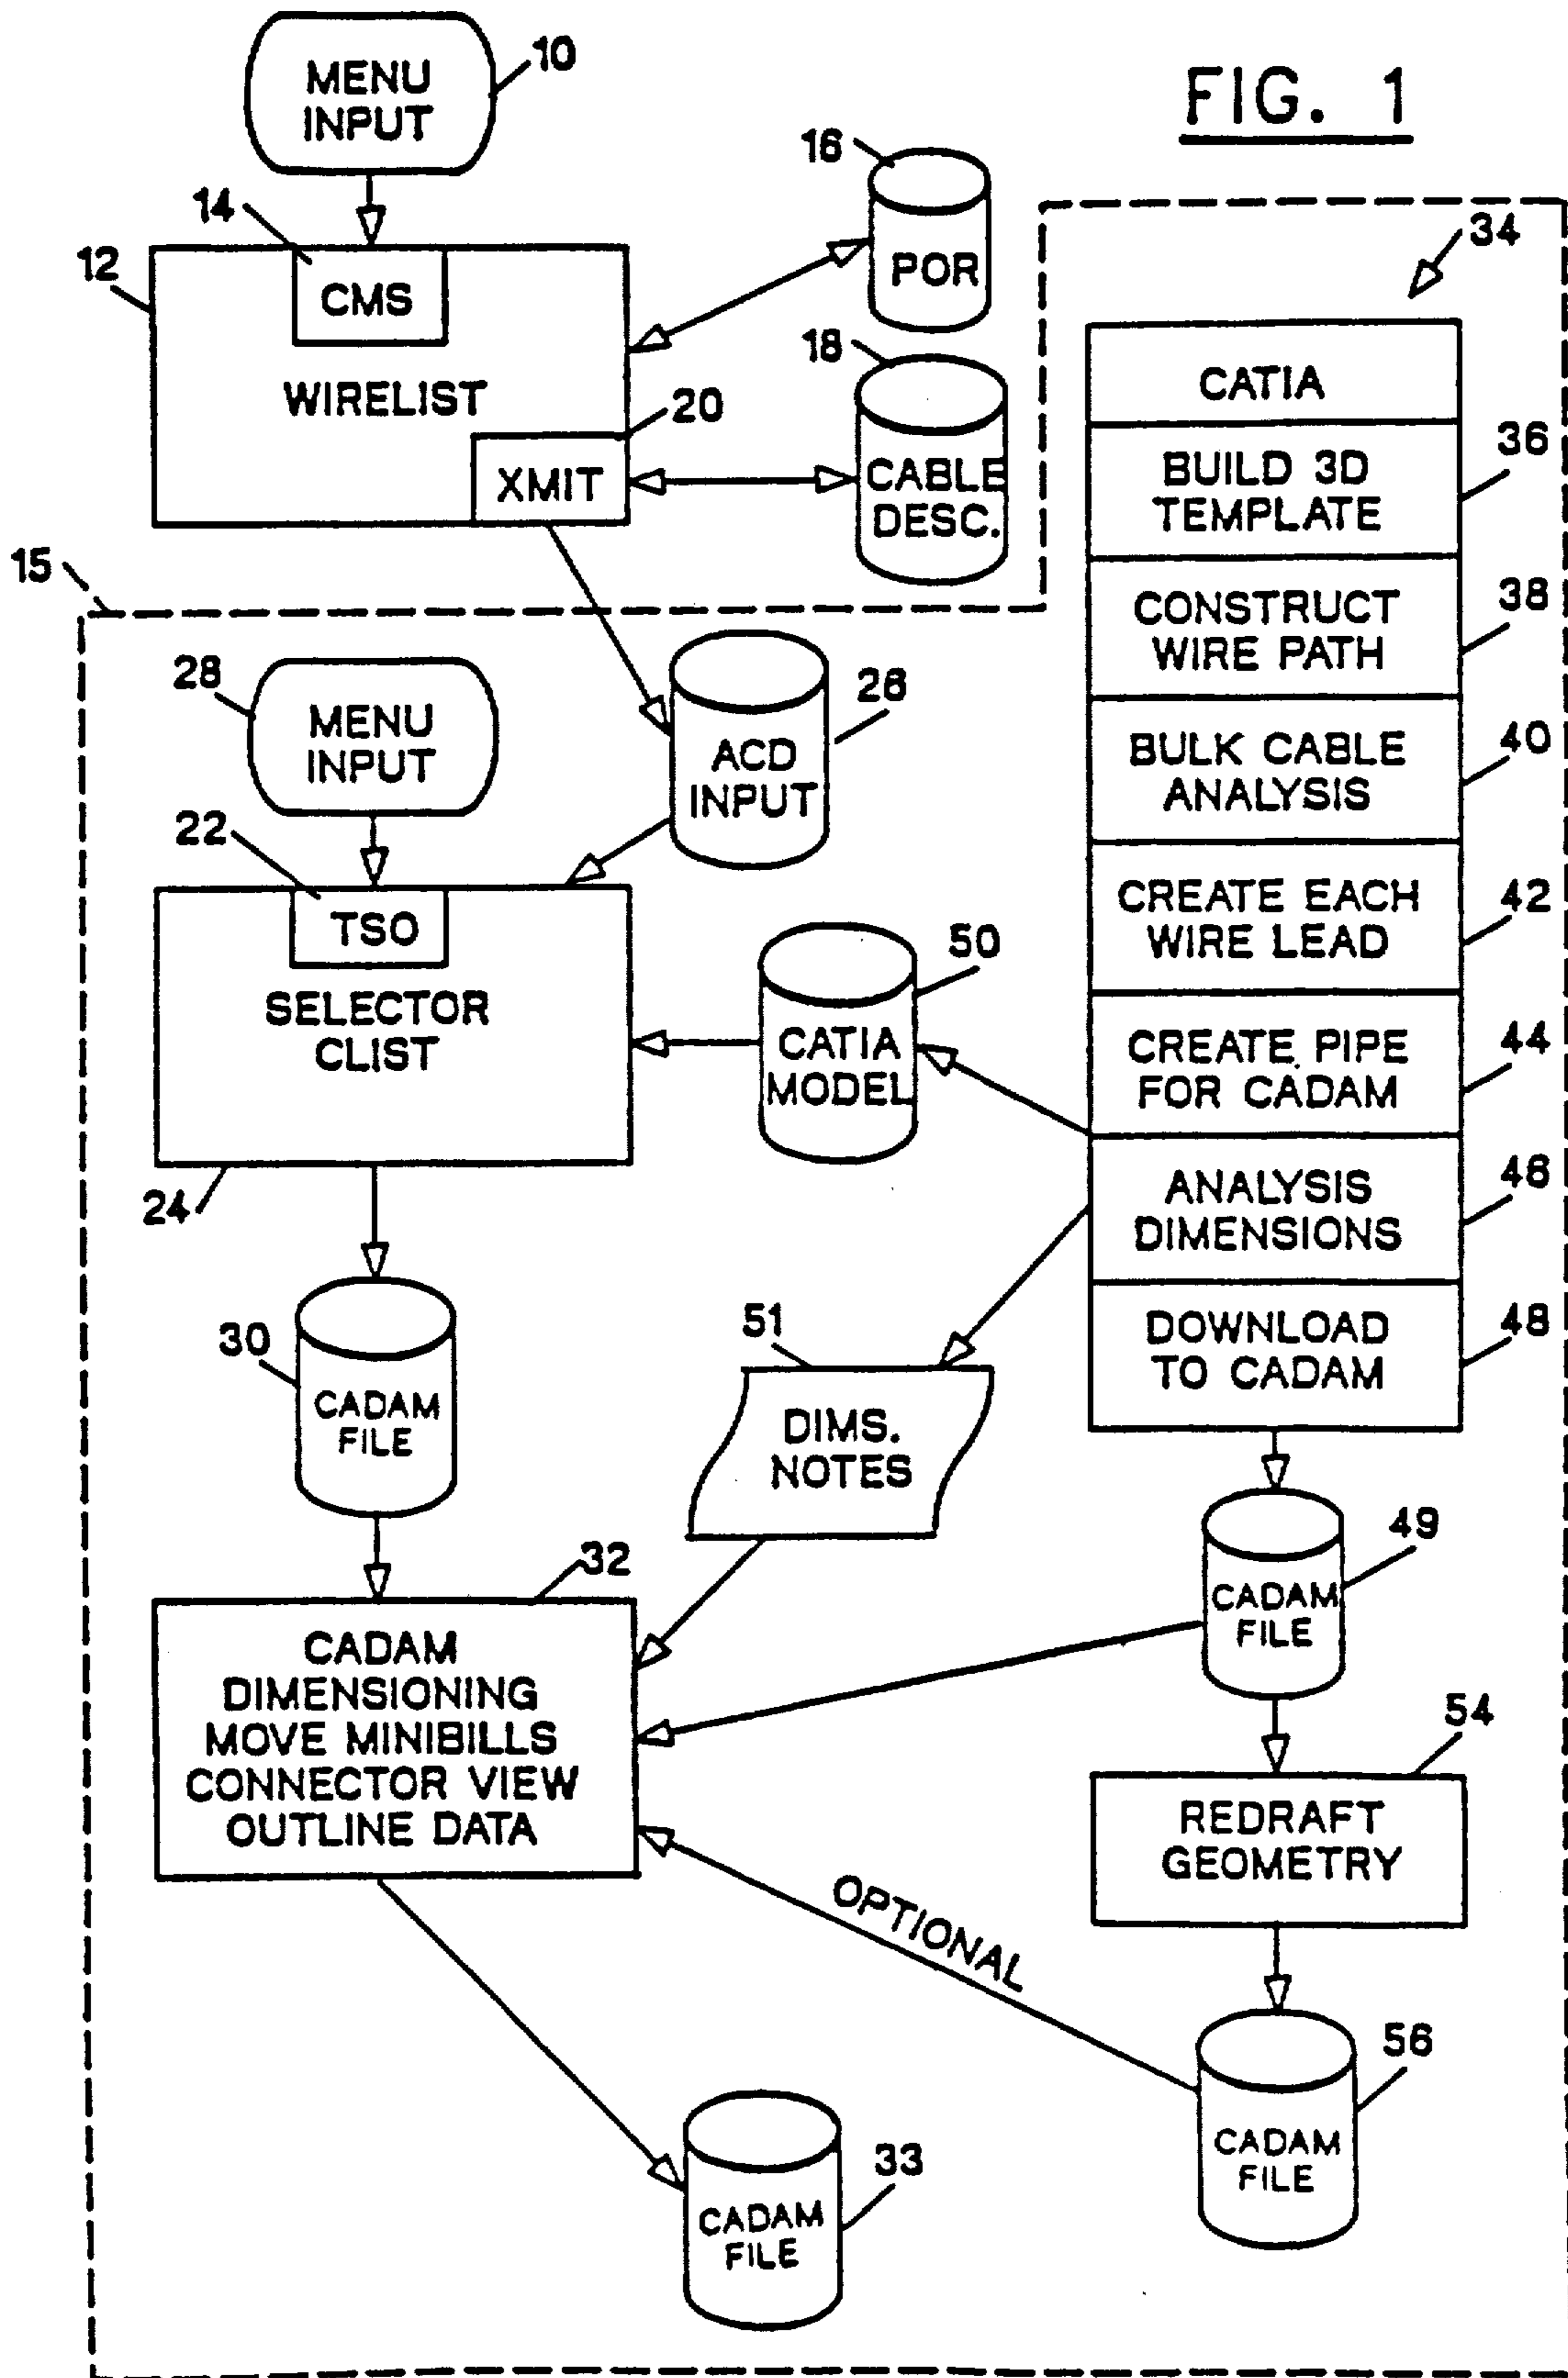 FIG. 1
MENU
INPUT
10
14
12
CMS
WIRELIST
20
XMIT
16
POR
18
CABLE
DESC.
15
28
MENU
INPUT
26
ACD
INPUT
22
TSO
SELECTOR
CLIST
24
50
CATIA
MODEL
30
CADAM
FILE
51
DIMS.
NOTES
32
CADAM
DIMENSIONING
MOVE MINIBILLS
CONNECTOR VIEW
OUTLINE DATA
34
CATIA
BUILD 3D
TEMPLATE
36
CONSTRUCT
WIRE PATH
38
BULK CABLE
ANALYSIS
40
CREATE EACH
WIRE LEAD
42
CREATE PIPE
FOR CADAM
44
ANALYSIS
DIMENSIONS
46
DOWNLOAD
TO CADAM
48
49
CADAM
FILE
54
REDRAFT
GEOMETRY
OPTIONAL
56
CADAM
FILE
33
CADAM
FILE